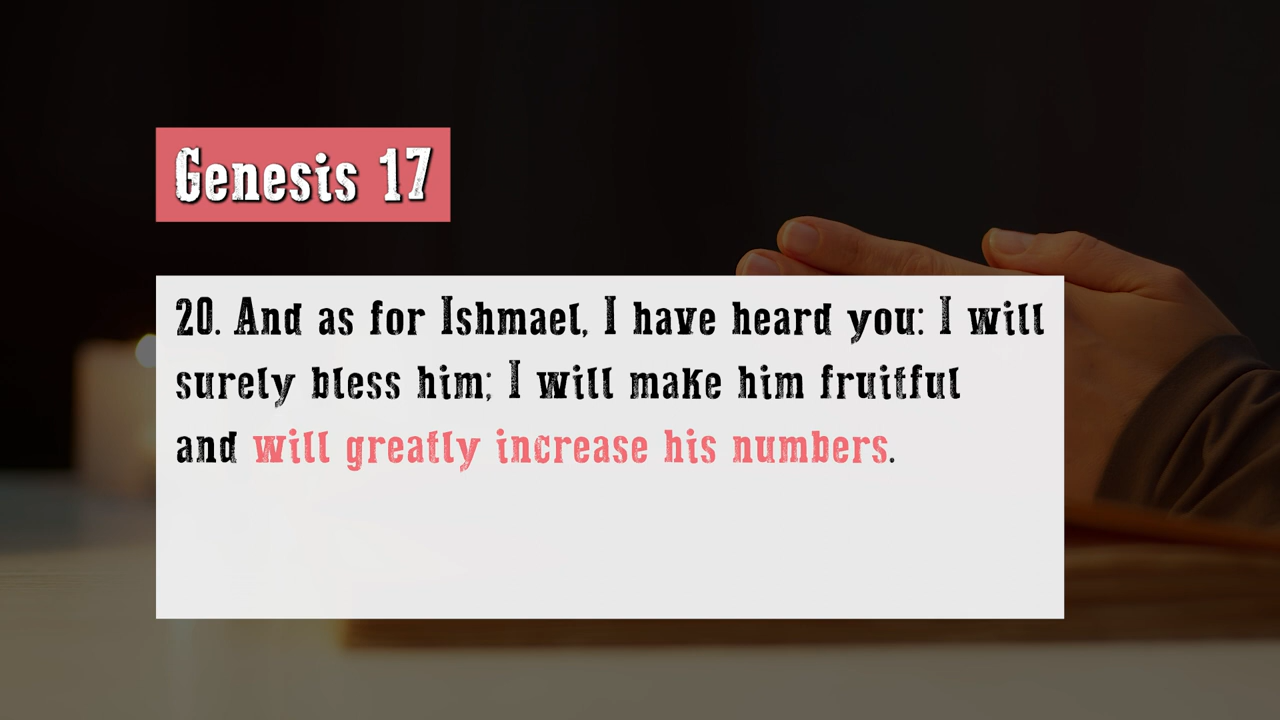 Genesis 17
20. And as for Ishmael, I have heard you: I will
surely bless him; I will make him fruitful
and will greatly increase his numbers.